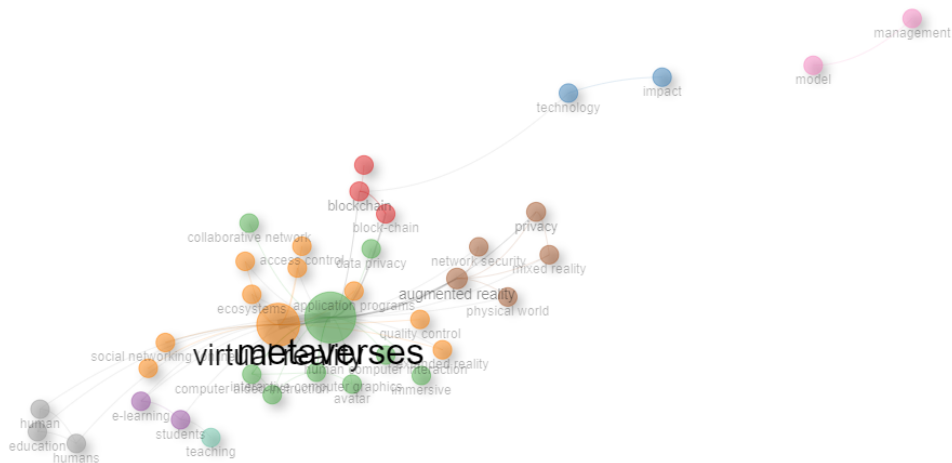 management
model
impact
technology
blockchain
block-chain
privacy
collaborative network
access control
data privacy
network security
mixed reality
ecosystems
application programs
augmented reality
physical world
quality control
social networking
virtual reality
metaverses
human computer interaction
interactive computer graphics
avatar
immersive
e-learning
human
students
education
humans
teaching